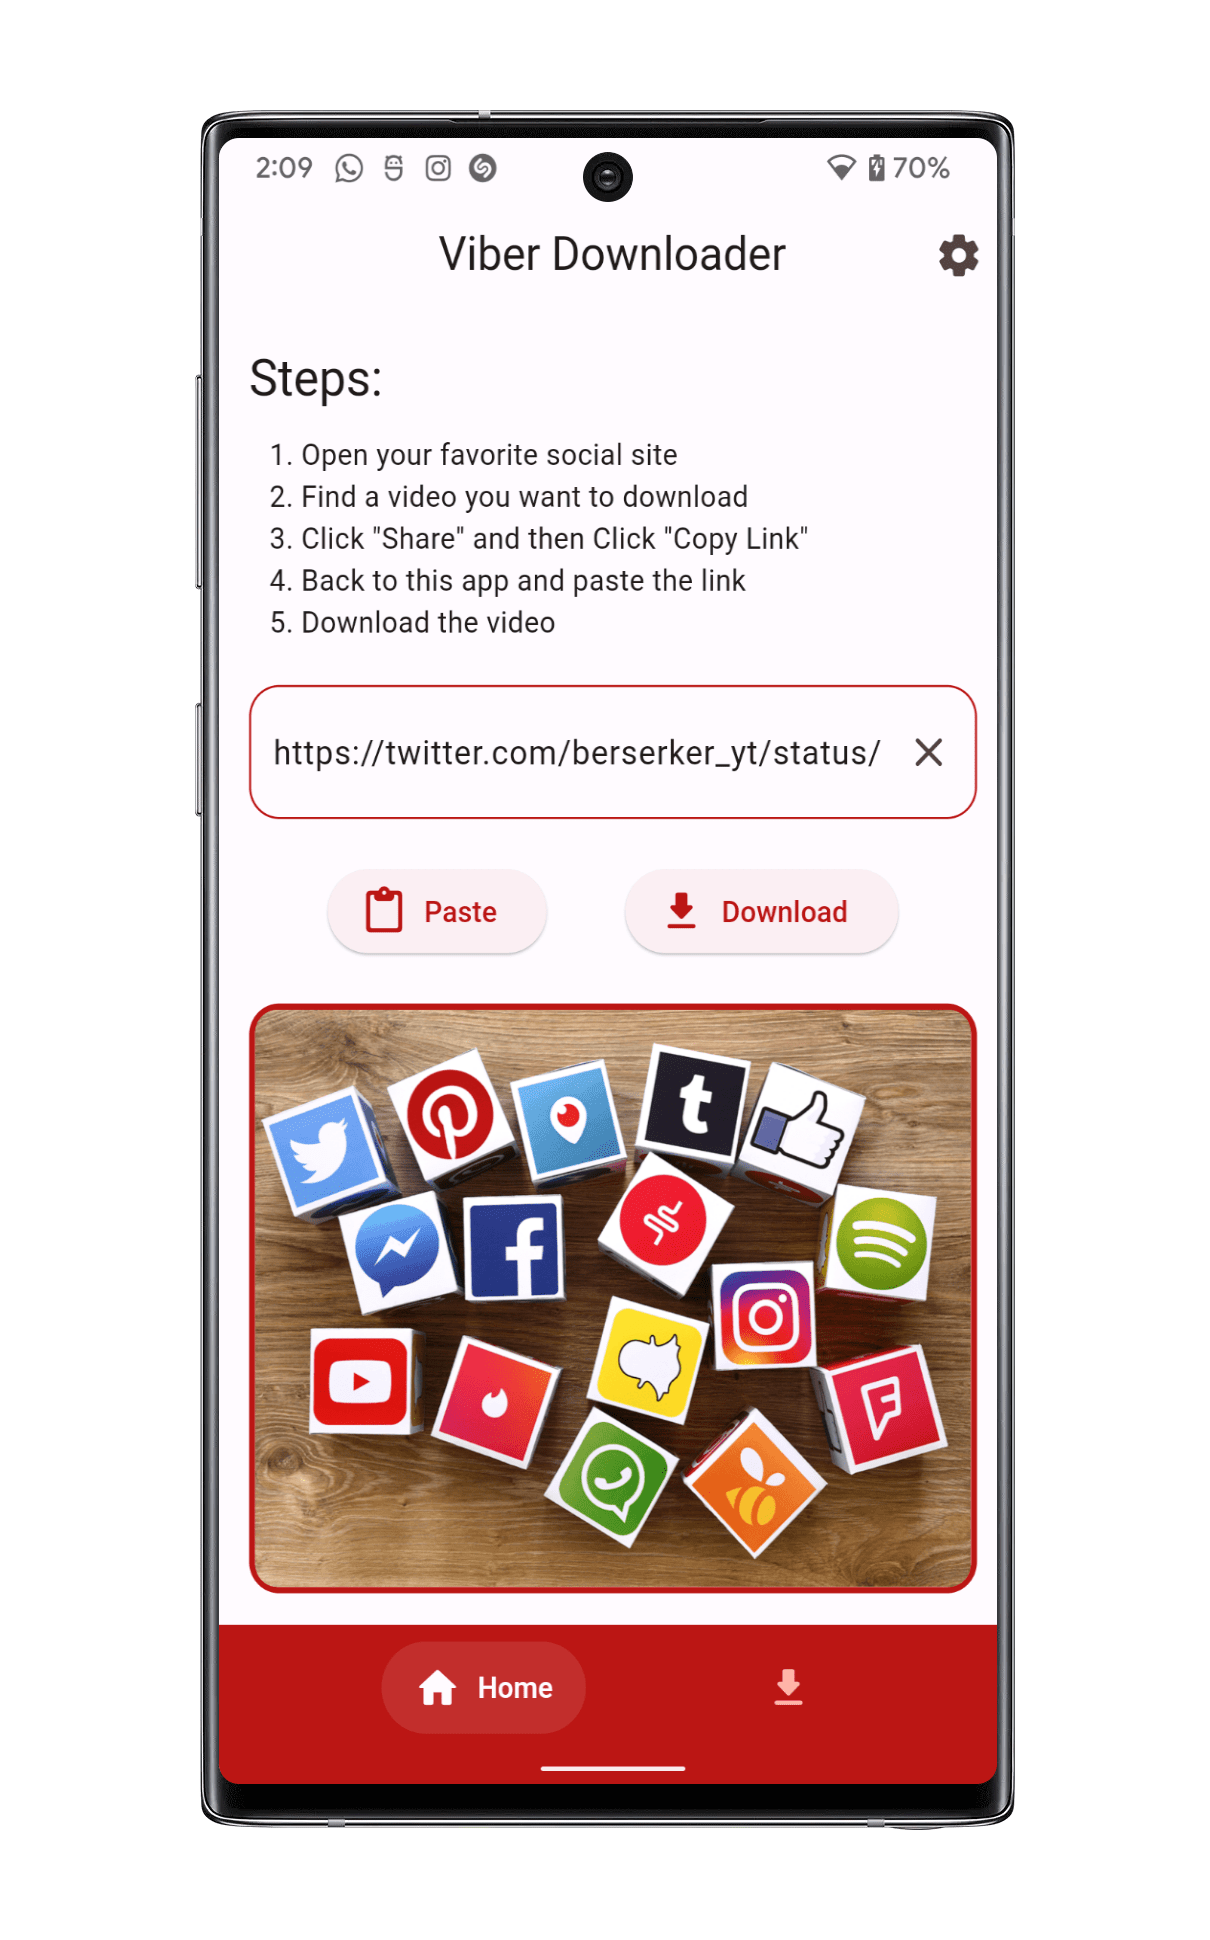 2:09
70%
Viber Downloader
Steps:
1. Open your favorite social site
2. Find a video you want to download
3. Click "Share" and then Click "Copy Link"
4. Back to this app and paste the link
5. Download the video
https://twitter.com/berserker_yt/status/
Paste
Download
Home